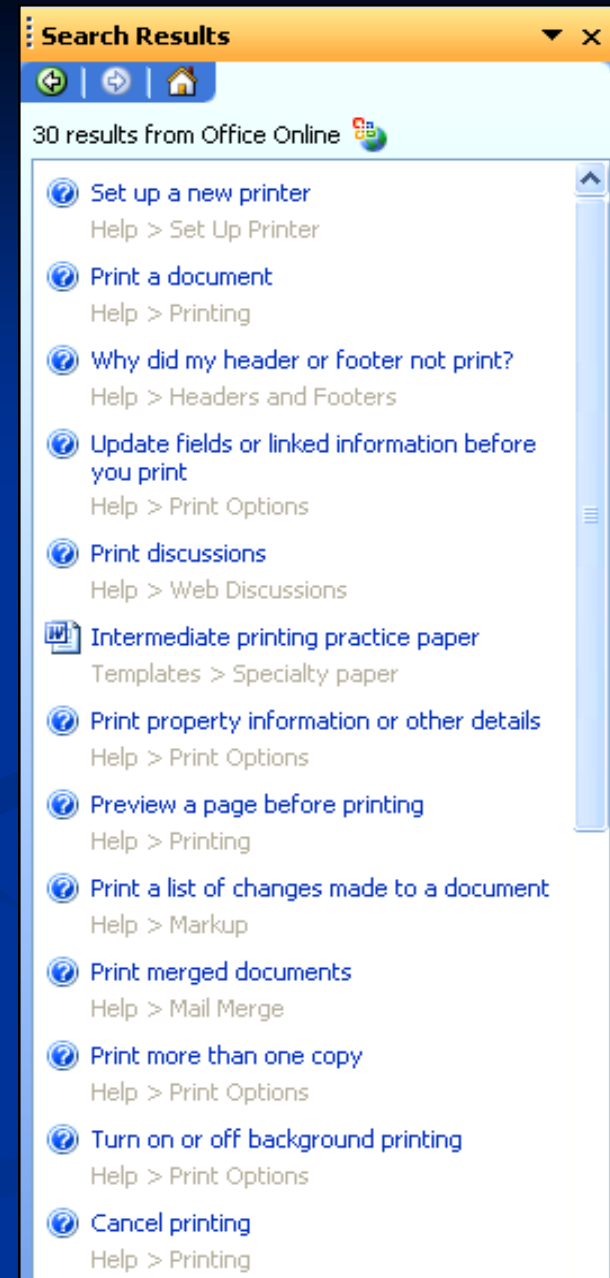 Search Results
30 results from Office Online
Set up a new printer
Help > Set Up Printer
Print a document
Help > Printing
Why did my header or footer not print?
Help > Headers and Footers
Update fields or linked information before
you print
Help > Print Options
Print discussions
Help > Web Discussions
Intermediate printing practice paper
Templates > Specialty paper
Print property information or other details
Help > Print Options
Preview a page before printing
Help > Printing
Print a list of changes made to a document
Help > Markup
Print merged documents
Help > Mail Merge
Print more than one copy
Help > Print Options
Turn on or off background printing
Help > Print Options
Cancel printing
Help > Printing